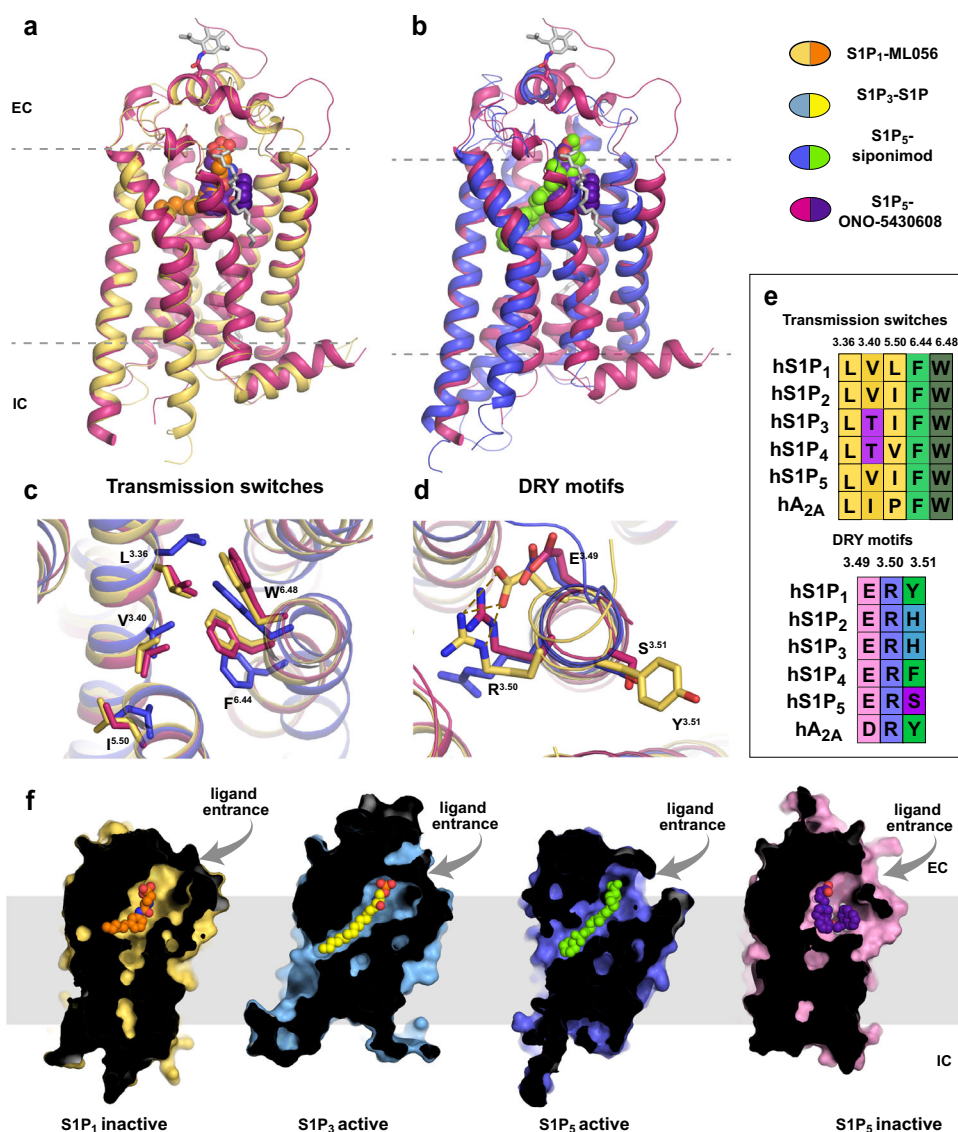 a
b
EC
IC
S1P₁-ML056
S1P₃-S1P
S1P₅-
siponimod
S1P₅-
ONO-5430608
c
Transmission switches
L³·³⁶
V³·⁴⁰
I⁵·⁵⁰
W⁶·⁴⁸
F⁶·⁴⁴
d
DRY motifs
E³·⁴⁹
R³·⁵⁰
S³·⁵¹
Y³·⁵¹
e
Transmission switches
3.36 3.40 5.50 6.44 6.48
hS1P₁ L V L F W
hS1P₂ L V I F W
hS1P₃ L T I F W
hS1P₄ L T V F W
hS1P₅ L V I F W
hA₂A L I P F W
DRY motifs
3.49 3.50 3.51
hS1P₁ E R Y
hS1P₂ E R H
hS1P₃ E R H
hS1P₄ E R F
hS1P₅ E R S
hA₂A D R Y
f
ligand
entrance
ligand
entrance
ligand
entrance
ligand
entrance
EC
IC
S1P₁ inactive
S1P₃ active
S1P₅ active
S1P₅ inactive